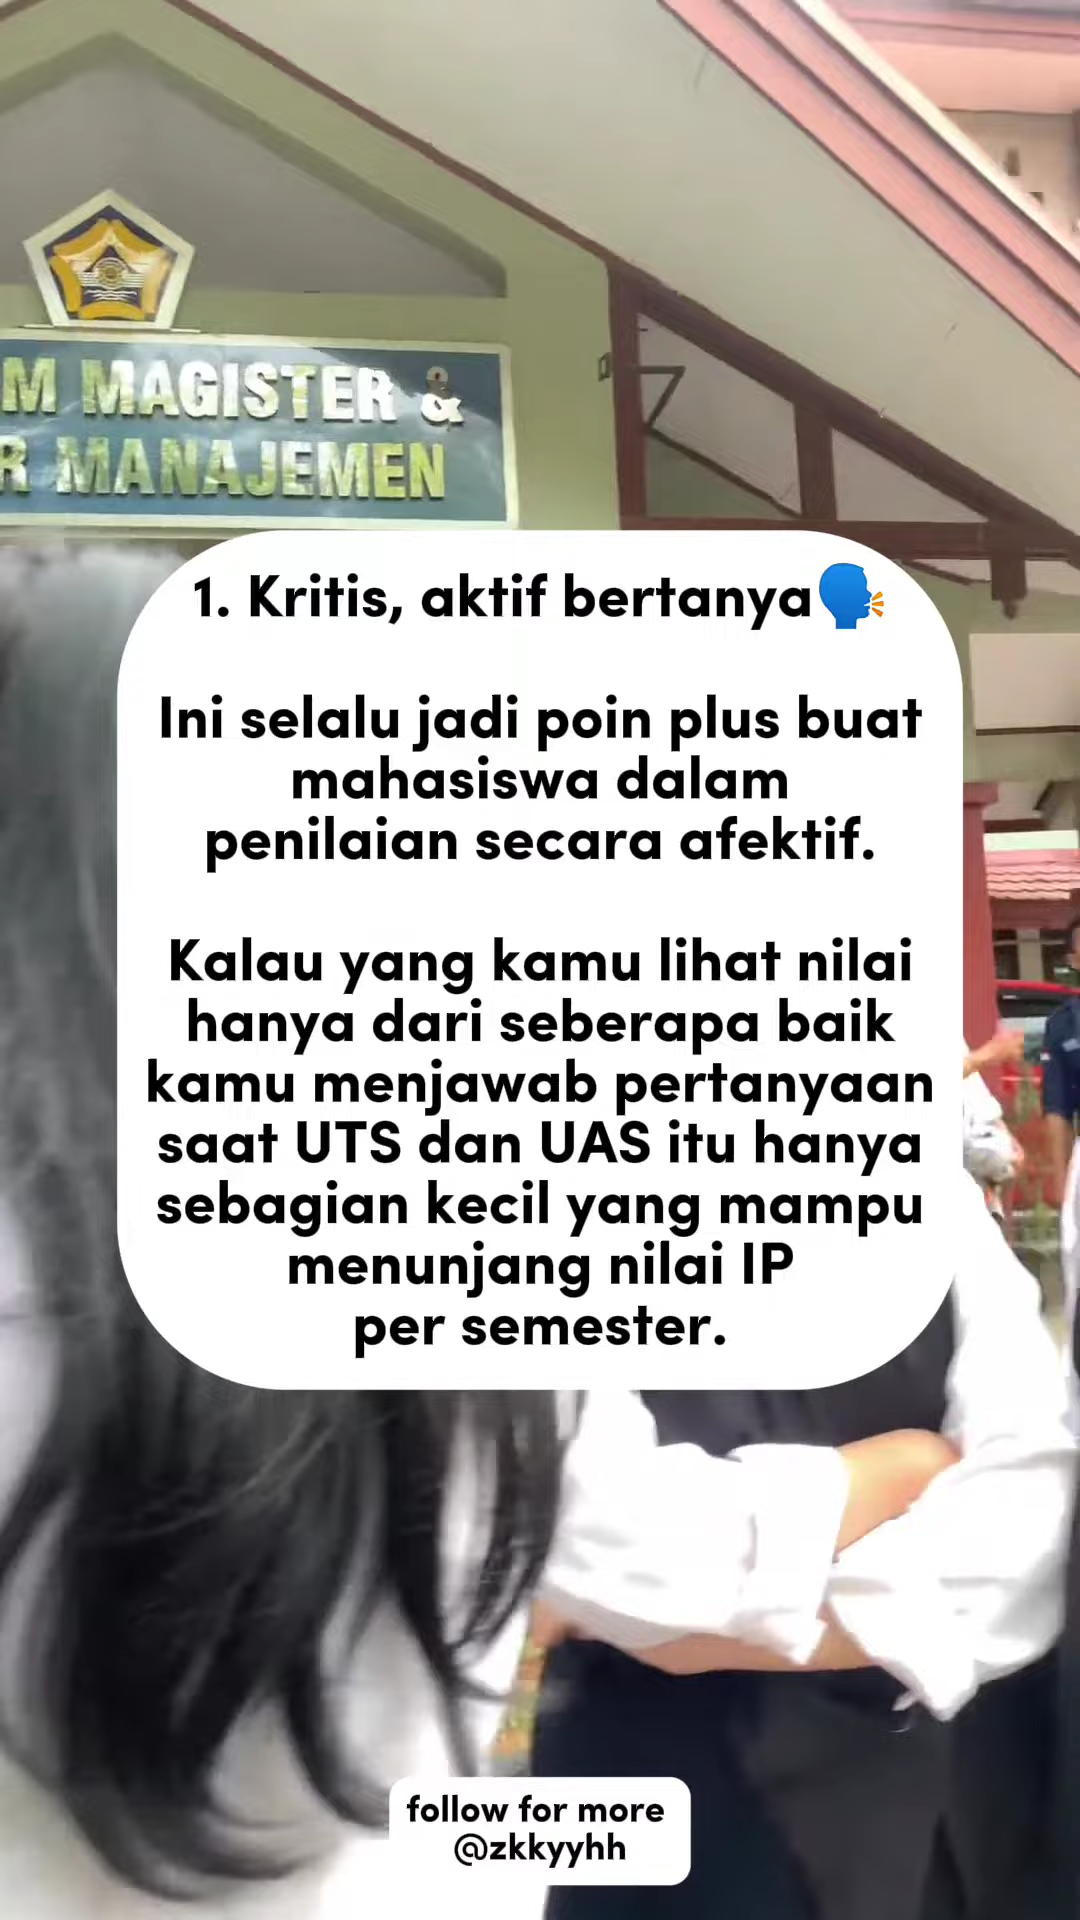 M MAGISTER &
R MANAJEMEN
1. Kritis, aktif bertanya🗣️
Ini selalu jadi poin plus buat
mahasiswa dalam
penilaian secara afektif.
Kalau yang kamu lihat nilai
hanya dari seberapa baik
kamu menjawab pertanyaan
saat UTS dan UAS itu hanya
sebagian kecil yang mampu
menunjang nilai IP
per semester.
follow for more
@zkkyyhh